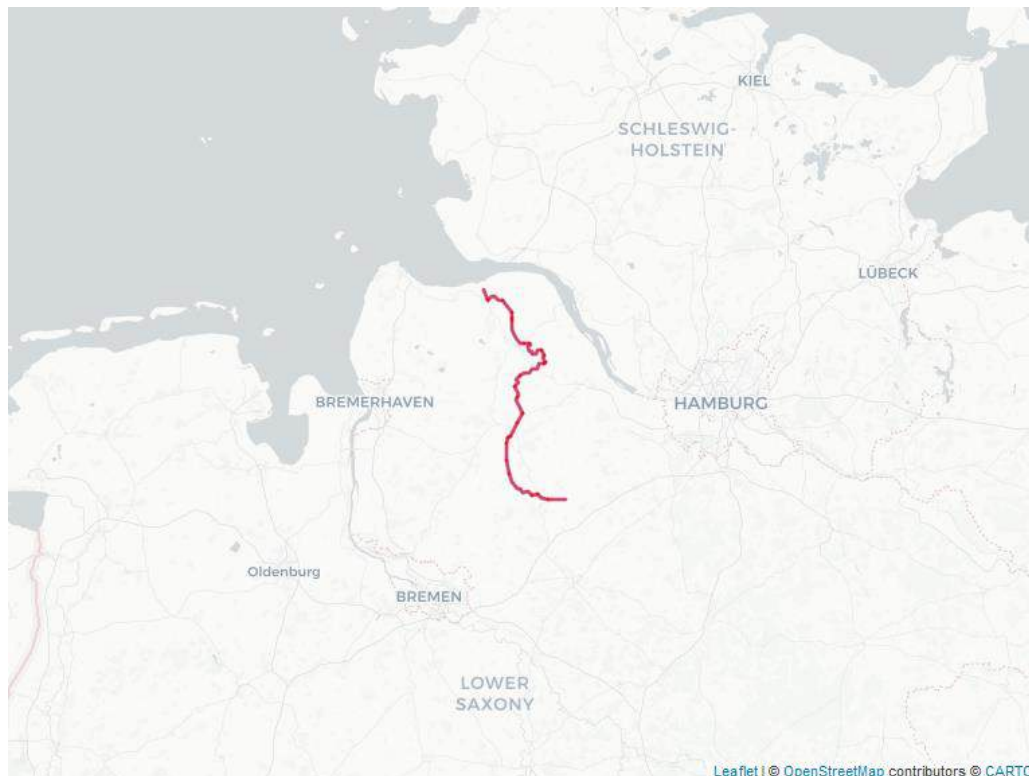 KIEL
SCHLESWIG-
HOLSTEIN
LÜBECK
BREMERHAVEN
HAMBURG
Oldenburg
BREMEN
LOWER
SAXONY
Leaflet | © OpenStreetMap contributors © CARTO